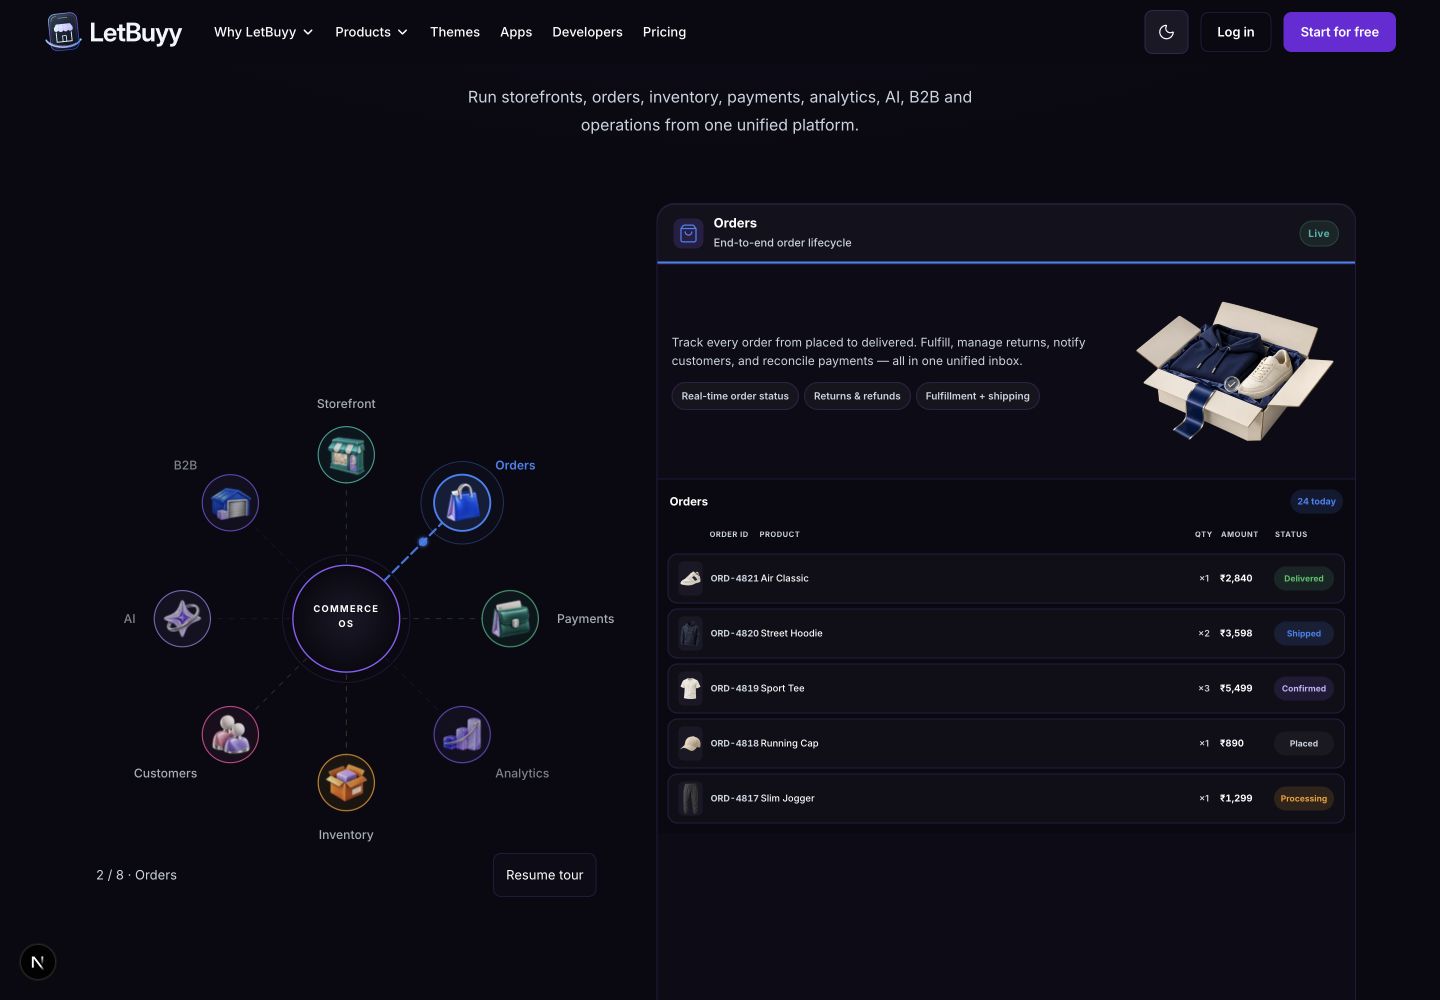 LetBuyy
Why LetBuyy
Products
Themes
Apps
Developers
Pricing
Log in
Start for free
Run storefronts, orders, inventory, payments, analytics, AI, B2B and
operations from one unified platform.
Storefront
B2B
Orders
AI
COMMERCE
OS
Payments
Customers
Analytics
Inventory
2 / 8 · Orders
Resume tour
Orders
End-to-end order lifecycle
Live
Track every order from placed to delivered. Fulfill, manage returns, notify
customers, and reconcile payments — all in one unified inbox.
Real-time order status
Returns & refunds
Fulfillment + shipping
Orders
24 today
ORDER ID PRODUCT QTY AMOUNT STATUS
ORD-4821 Air Classic ×1 ₹2,840 Delivered
ORD-4820 Street Hoodie ×2 ₹3,598 Shipped
ORD-4819 Sport Tee ×3 ₹5,499 Confirmed
ORD-4818 Running Cap ×1 ₹890 Placed
ORD-4817 Slim Jogger ×1 ₹1,299 Processing
N